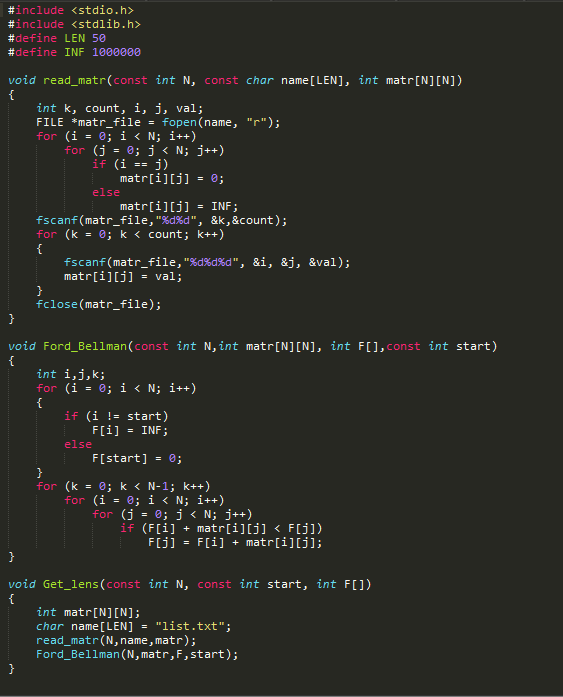 #include <stdio.h>
#include <stdlib.h>
#define LEN 50
#define INF 1000000

void read_matr(const int N, const char name[LEN], int matr[N][N])
{
    int k, count, i, j, val;
    FILE *matr_file = fopen(name, "r");
    for (i = 0; i < N; i++)
        for (j = 0; j < N; j++)
            if (i == j)
                matr[i][j] = 0;
            else
                matr[i][j] = INF;
    fscanf(matr_file,"%d%d", &k,&count);
    for (k = 0; k < count; k++)
    {
        fscanf(matr_file,"%d%d%d", &i, &j, &val);
        matr[i][j] = val;
    }
    fclose(matr_file);
}

void Ford_Bellman(const int N,int matr[N][N], int F[],const int start)
{
    int i,j,k;
    for (i = 0; i < N; i++)
    {
        if (i != start)
            F[i] = INF;
        else
            F[start] = 0;
    }
    for (k = 0; k < N-1; k++)
        for (i = 0; i < N; i++)
            for (j = 0; j < N; j++)
                if (F[i] + matr[i][j] < F[j])
                    F[j] = F[i] + matr[i][j];
}

void Get_lens(const int N, const int start, int F[])
{
    int matr[N][N];
    char name[LEN] = "list.txt";
    read_matr(N,name,matr);
    Ford_Bellman(N,matr,F,start);
}